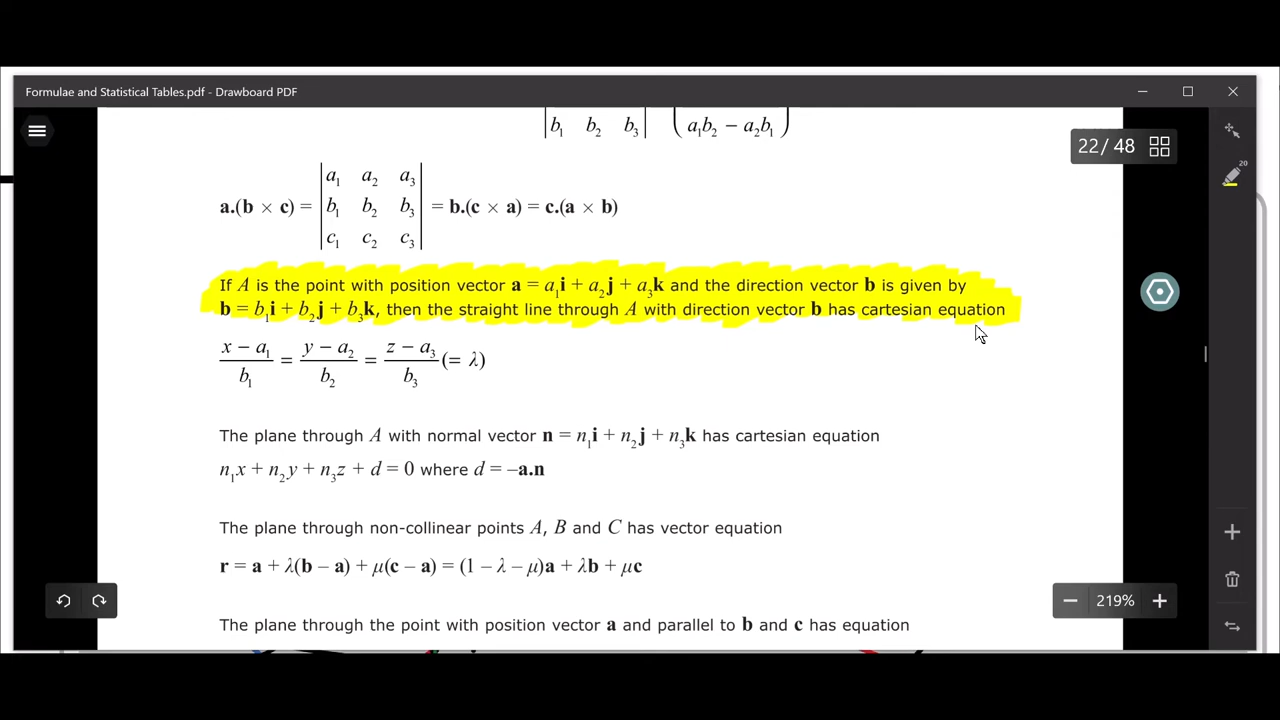 Formulae and Statistical Tables.pdf - Drawboard PDF
| b₁ b₂ b₃ | ( a₁b₂ − a₂b₁ )
22 / 48
20
a.(b × c) = | a₁ a₂ a₃ |
| b₁ b₂ b₃ | = b.(c × a) = c.(a × b)
| c₁ c₂ c₃ |
If A is the point with position vector a = a₁i + a₂j + a₃k and the direction vector b is given by
b = b₁i + b₂j + b₃k, then the straight line through A with direction vector b has cartesian equation
(x − a₁)/b₁ = (y − a₂)/b₂ = (z − a₃)/b₃ (= λ)
The plane through A with normal vector n = n₁i + n₂j + n₃k has cartesian equation
n₁x + n₂y + n₃z + d = 0 where d = –a.n
The plane through non-collinear points A, B and C has vector equation
r = a + λ(b – a) + μ(c – a) = (1 – λ – μ)a + λb + μc
219%
The plane through the point with position vector a and parallel to b and c has equation